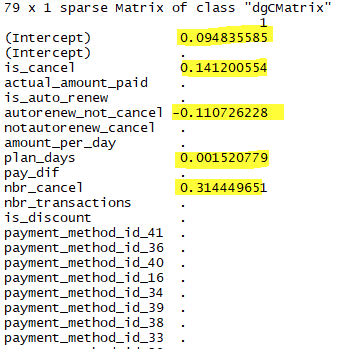 79 x 1 sparse Matrix of class "dgCMatrix"
1
(Intercept) 0.094835585
(Intercept) .
is_cancel 0.141200554
actual_amount_paid .
is_auto_renew .
autorenew_not_cancel -0.110726228
notautorenew_cancel .
amount_per_day .
plan_days 0.001520779
pay_dif .
nbr_cancel 0.314449651
nbr_transactions .
is_discount .
payment_method_id_41 .
payment_method_id_36 .
payment_method_id_40 .
payment_method_id_16 .
payment_method_id_34 .
payment_method_id_39 .
payment_method_id_38 .
payment_method_id_33 .